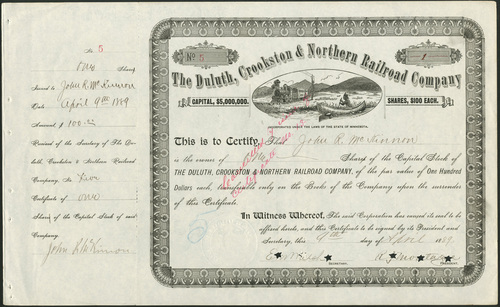 No. 5
one Share
Issued to John R. McKinnon
Date April 9th 1889
Amount $ 100.00
Received of the Secretary of The Duluth, Crookston & Northern Railroad
Company, No. five
Certificate of one
Share of the Capital Stock of said
Company.
John R McKinnon
No. 5
1
The Duluth, Crookston & Northern Railroad Company
CAPITAL, $5,000,000.
SHARES, $100 EACH.
INCORPORATED UNDER THE LAWS OF THE STATE OF MINNESOTA.
This is to Certify That John R. McKinnon
is the owner of One Share of the Capital Stock of
THE DULUTH, CROOKSTON & NORTHERN RAILROAD COMPANY, of the par value of One Hundred
Dollars each, transferable only on the Books of the Company upon the surrender
of this Certificate.
In Witness Whereof, The said Corporation has caused its seal to be
affixed hereto, and this Certificate to be signed by its President and
Secretary, this 9th day of April 1889
SECRETARY.
PRESIDENT.